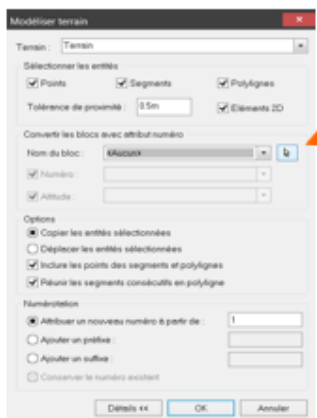 Modéliser terrain
Terrain : Terrain
Sélectionner les entités
Points Segments Polylignes
Tolérance de proximité : 0.5m Eléments 2D
Convertir les blocs avec attribut numéro
Nom du bloc : «Aucun»
Numéro :
Altitude :
Options
Copier les entités sélectionnées
Déplacer les entités sélectionnées
Inclure les points des segments et polylignes
Réunir les segments consécutifs en polyligne
Numérotation
Attribuer un nouveau numéro à partir de : 1
Ajouter un préfixe :
Ajouter un suffixe :
Conserver le numéro existant
Détails << OK Annuler